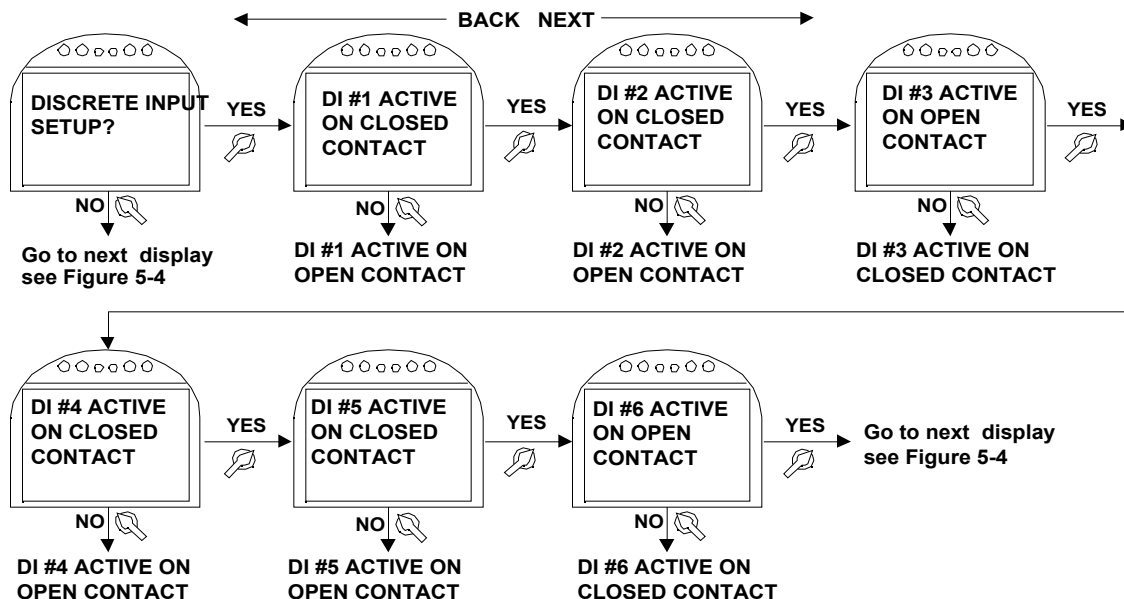 BACK NEXT
DISCRETE INPUT
SETUP?
YES
NO
Go to next display
see Figure 5-4
DI #1 ACTIVE
ON CLOSED
CONTACT
YES
NO
DI #1 ACTIVE ON
OPEN CONTACT
DI #2 ACTIVE
ON CLOSED
CONTACT
YES
NO
DI #2 ACTIVE ON
OPEN CONTACT
DI #3 ACTIVE
ON OPEN
CONTACT
YES
NO
DI #3 ACTIVE ON
CLOSED CONTACT
DI #4 ACTIVE
ON CLOSED
CONTACT
YES
NO
DI #4 ACTIVE ON
OPEN CONTACT
DI #5 ACTIVE
ON CLOSED
CONTACT
YES
NO
DI #5 ACTIVE ON
OPEN CONTACT
DI #6 ACTIVE
ON OPEN
CONTACT
YES
NO
DI #6 ACTIVE ON
CLOSED CONTACT
Go to next display
see Figure 5-4